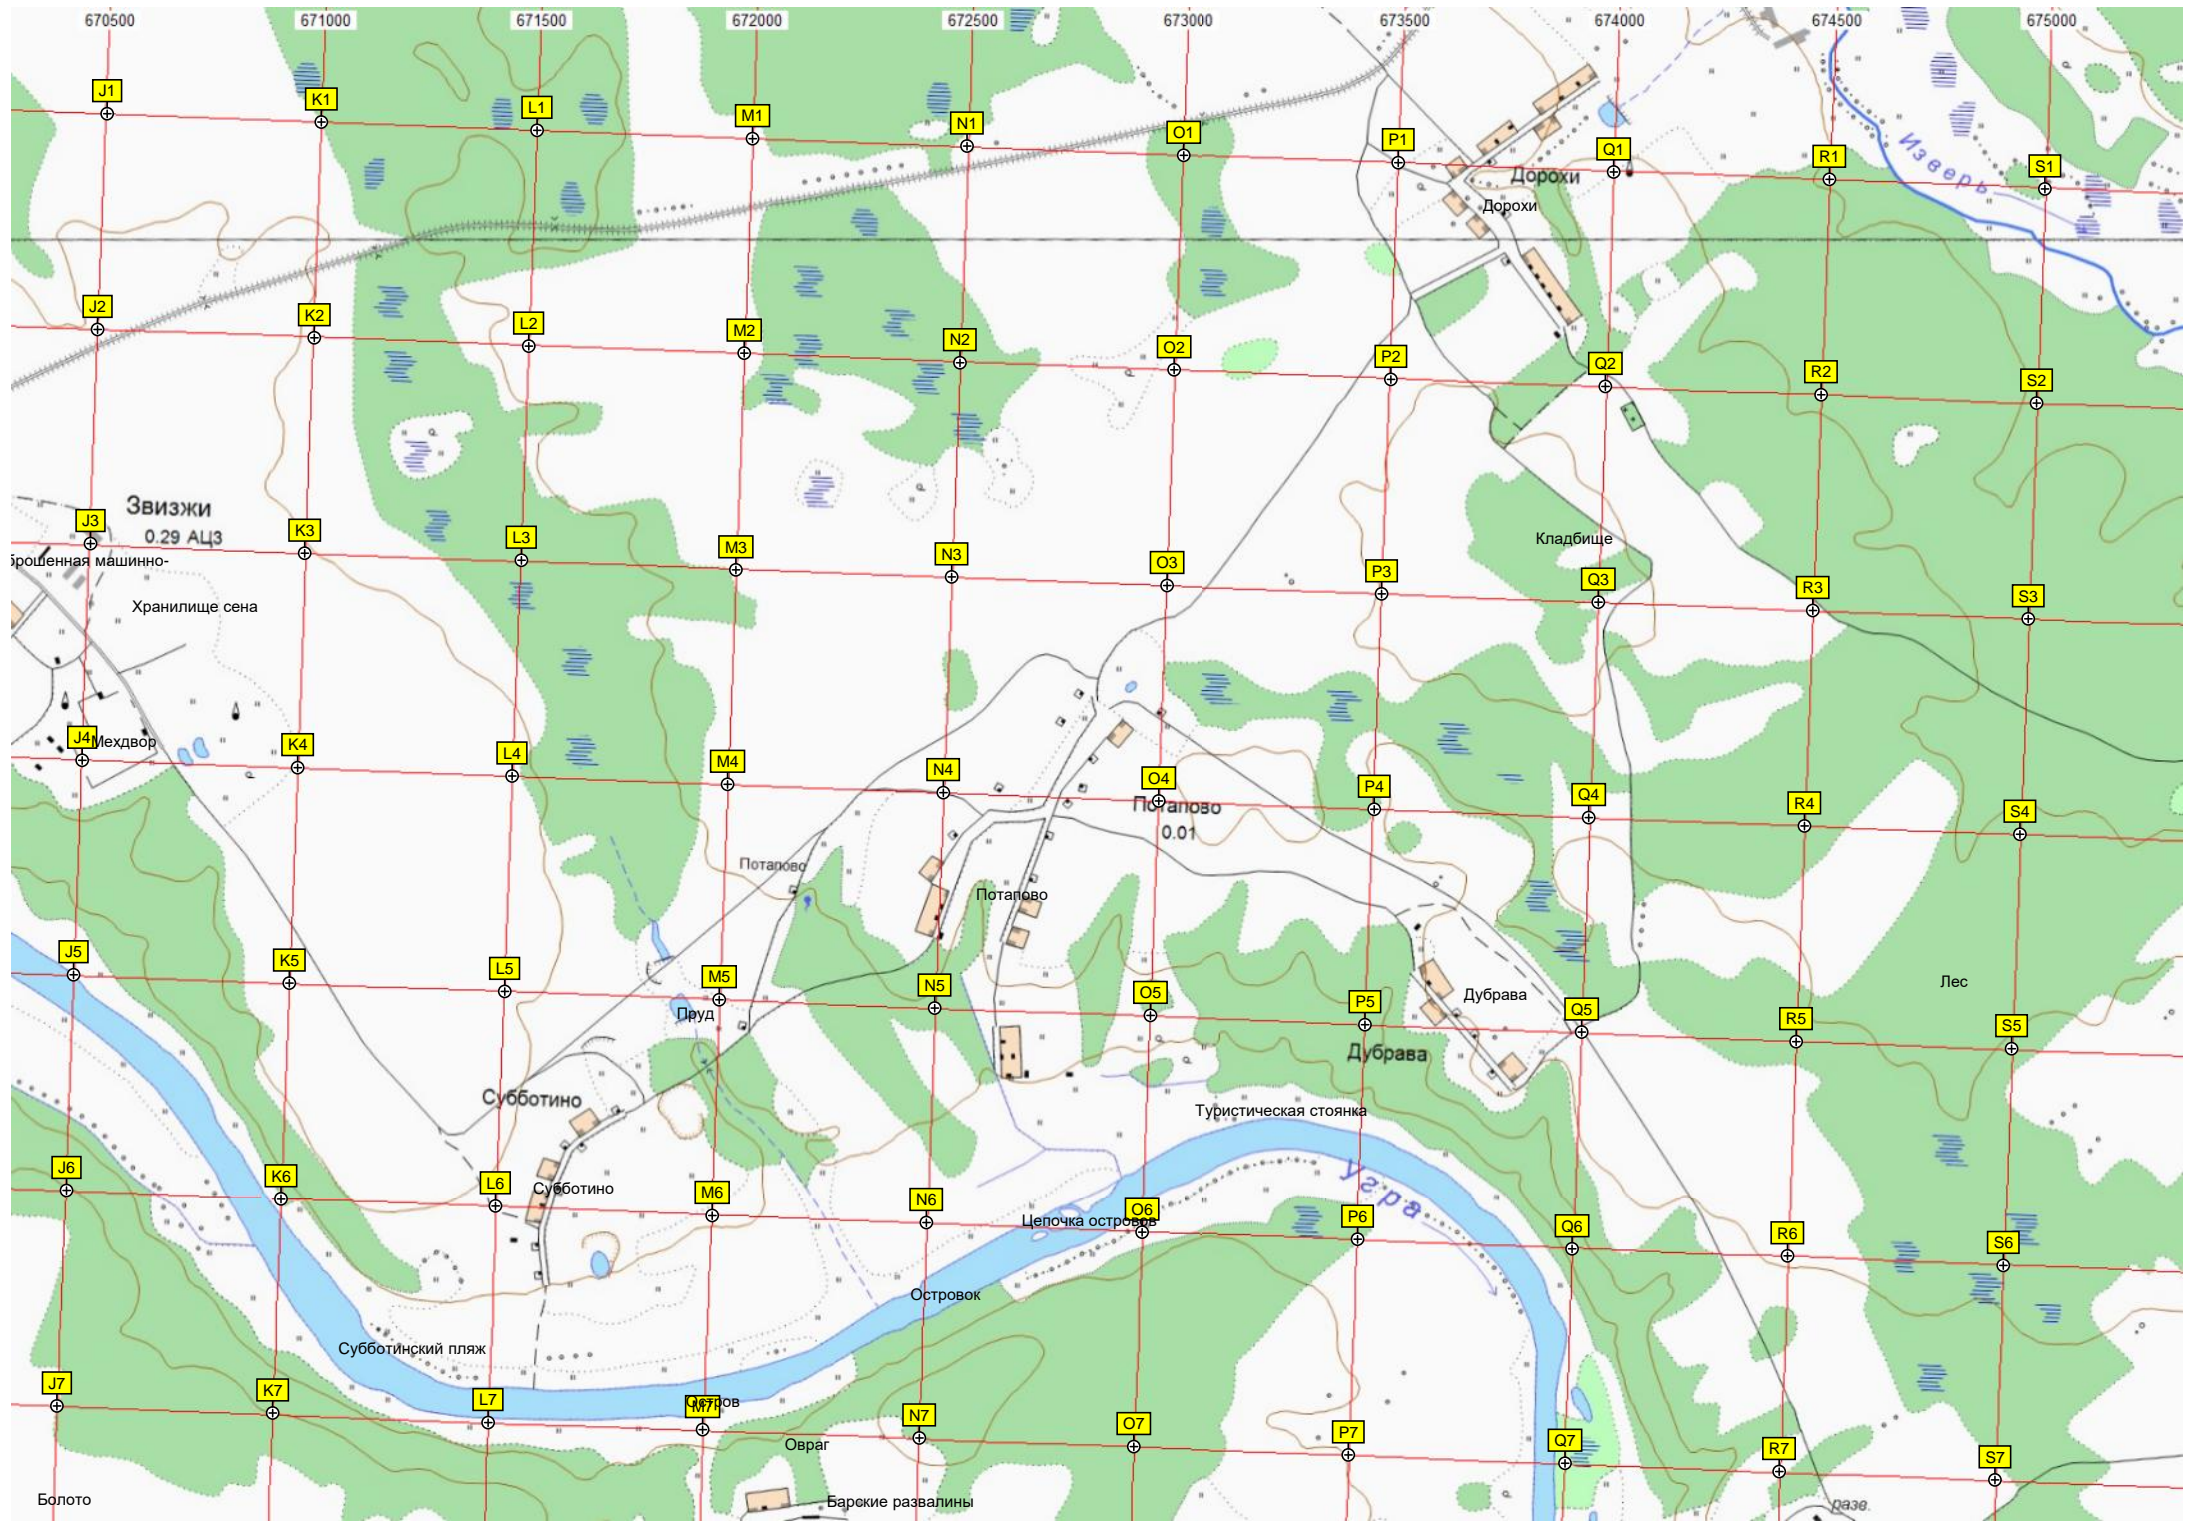 670500 671000 671500 672000 672500 673000 673500 674000 674500 675000
J1 K1 L1 M1 N1 O1 P1 Q1 R1 S1
Изверь
Дорохи
Дорохи
J2 K2 L2 M2 N2 O2 P2 Q2 R2 S2
Звизжи
0.29 АЦЗ
J3 K3 L3 M3 N3 O3 P3 Q3 R3 S3
Кладбище
брошенная машинно-
Хранилище сена
J4 K4 L4 M4 N4 O4 P4 Q4 R4 S4
Мехдвор
Потапово
0.01
Потапово
Потапово
J5 K5 L5 M5 N5 O5 P5 Q5 R5 S5
Лес
Дубрава
Пруд
Дубрава
Субботино
Туристическая стоянка
Угра
J6 K6 L6 M6 N6 O6 P6 Q6 R6 S6
Субботино
Цепочка островов
Островок
Субботинский пляж
J7 K7 L7 M7 N7 O7 P7 Q7 R7 S7
Остров
Овраг
Болото
Барские развалины
разв.